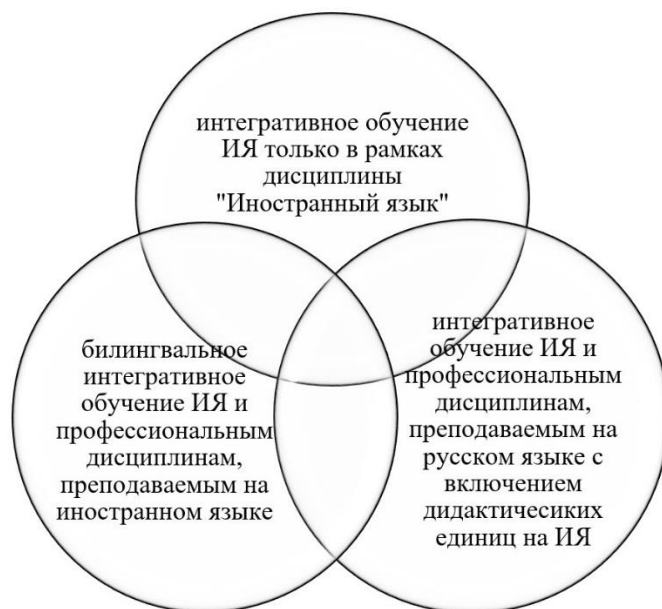 интегративное обучение
ИЯ только в рамках
дисциплины
"Иностранный язык"
билингвальное
интегративное
обучение ИЯ и
профессиональным
дисциплинам,
преподаваемым на
иностранном языке
интегративное
обучение ИЯ и
профессиональным
дисциплинам,
преподаваемым на
русском языке с
включением
дидактичесиких
единиц на ИЯ